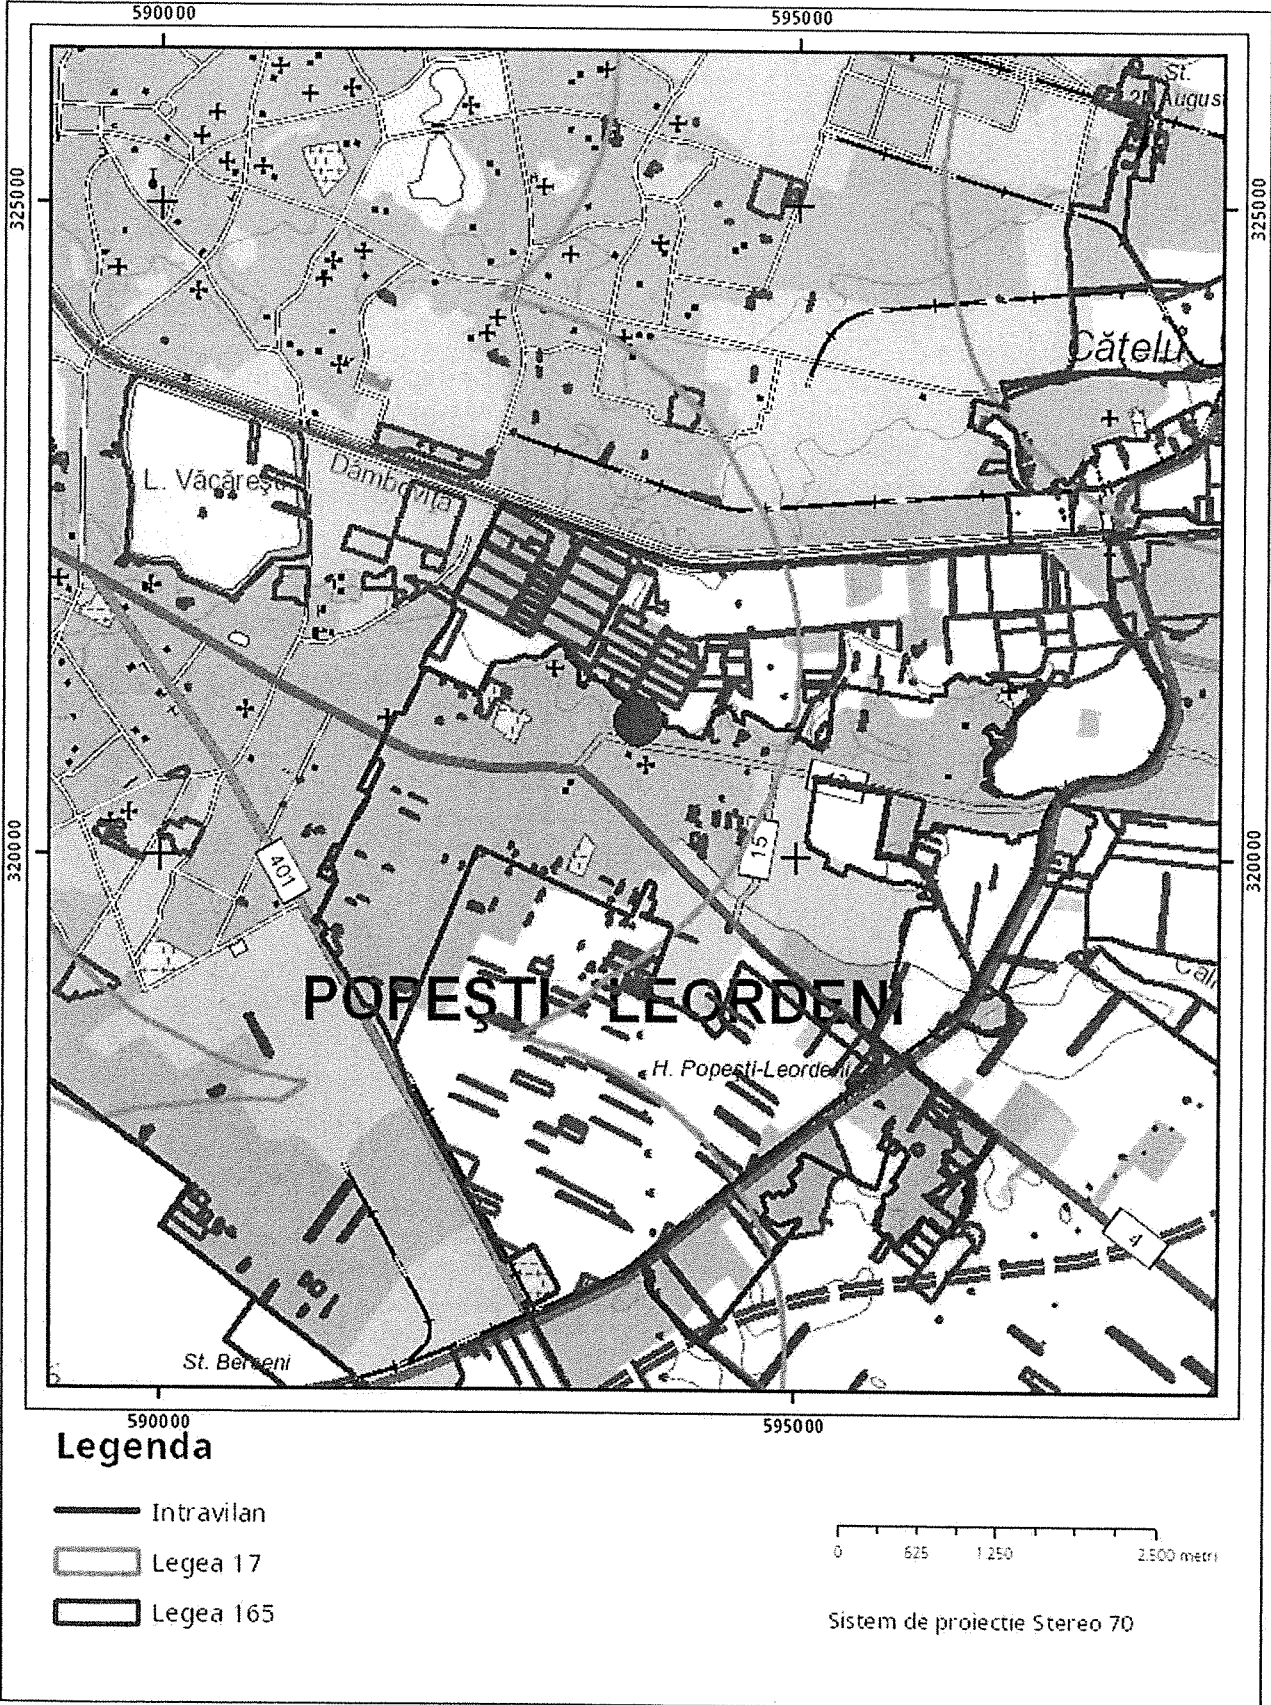 590000
595000
St.
August
325000
325000
Cățelu
L. Văcărești
Dâmbovița
320000
15
401
320000
POPEŞTI LEORDENI
H. Popești-Leordeni
4
St. Berceni
590000
595000
Legenda
Intravilan
Legea 17
Legea 165
0 625 1.250 2.500 metri
Sistem de proiectie Stereo 70